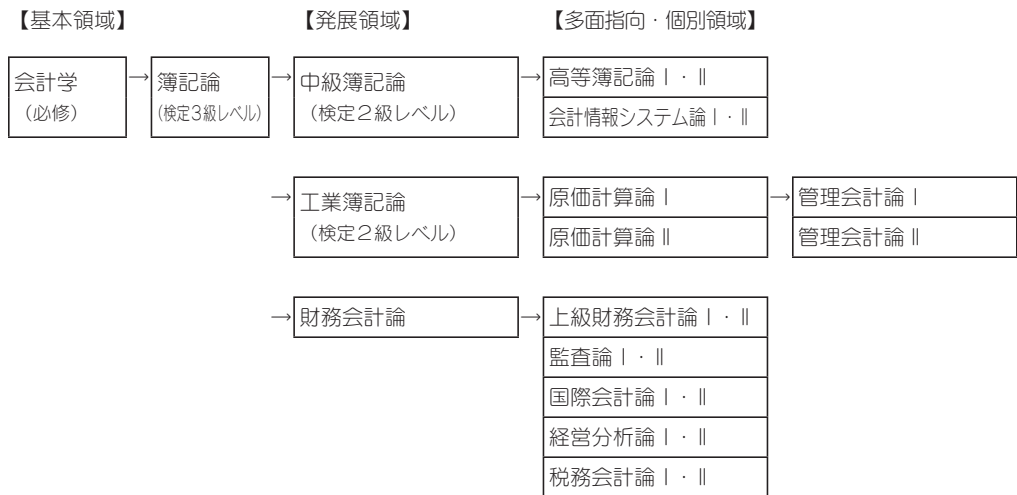 【基本領域】 【発展領域】 【多面指向・個別領域】
会計学 → 簿記論 → 中級簿記論 → 高等簿記論Ⅰ・Ⅱ
（必修） （検定３級レベル） （検定２級レベル） 会計情報システム論Ⅰ・Ⅱ
→ 工業簿記論 → 原価計算論Ⅰ → 管理会計論Ⅰ
（検定２級レベル） 原価計算論Ⅱ 管理会計論Ⅱ
→ 財務会計論 → 上級財務会計論Ⅰ・Ⅱ
監査論Ⅰ・Ⅱ
国際会計論Ⅰ・Ⅱ
経営分析論Ⅰ・Ⅱ
税務会計論Ⅰ・Ⅱ